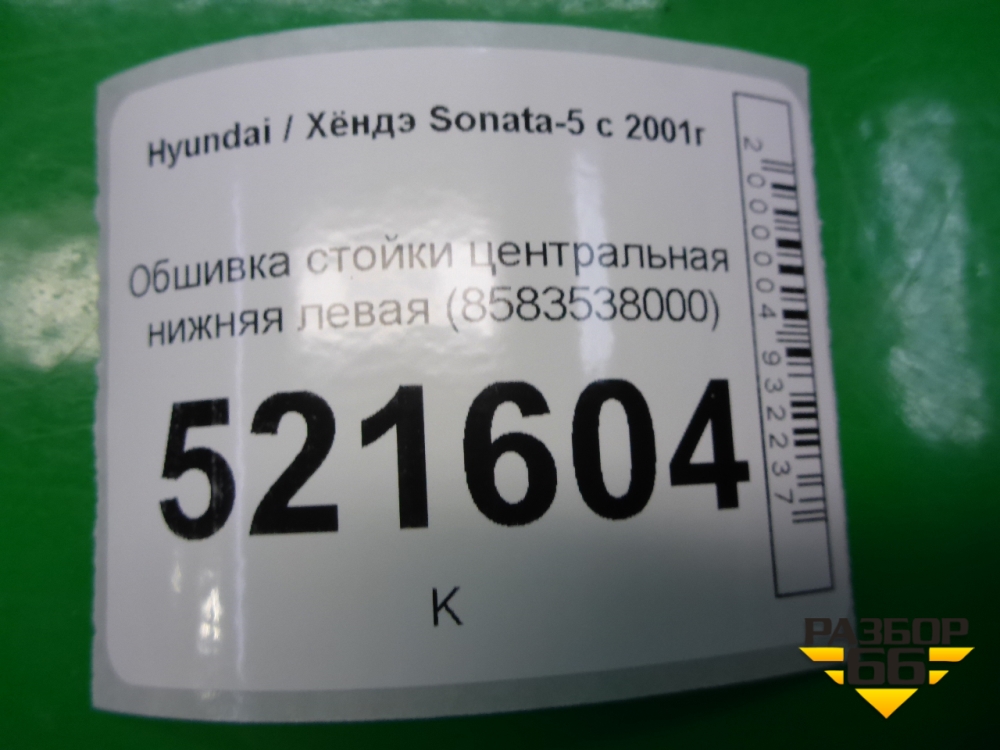 Hyundai / Хёндэ Sonata-5 с 2001г
Обшивка стойки центральная
нижняя левая (8583538000)
521604
К
2000004932237
РАЗБОР
66